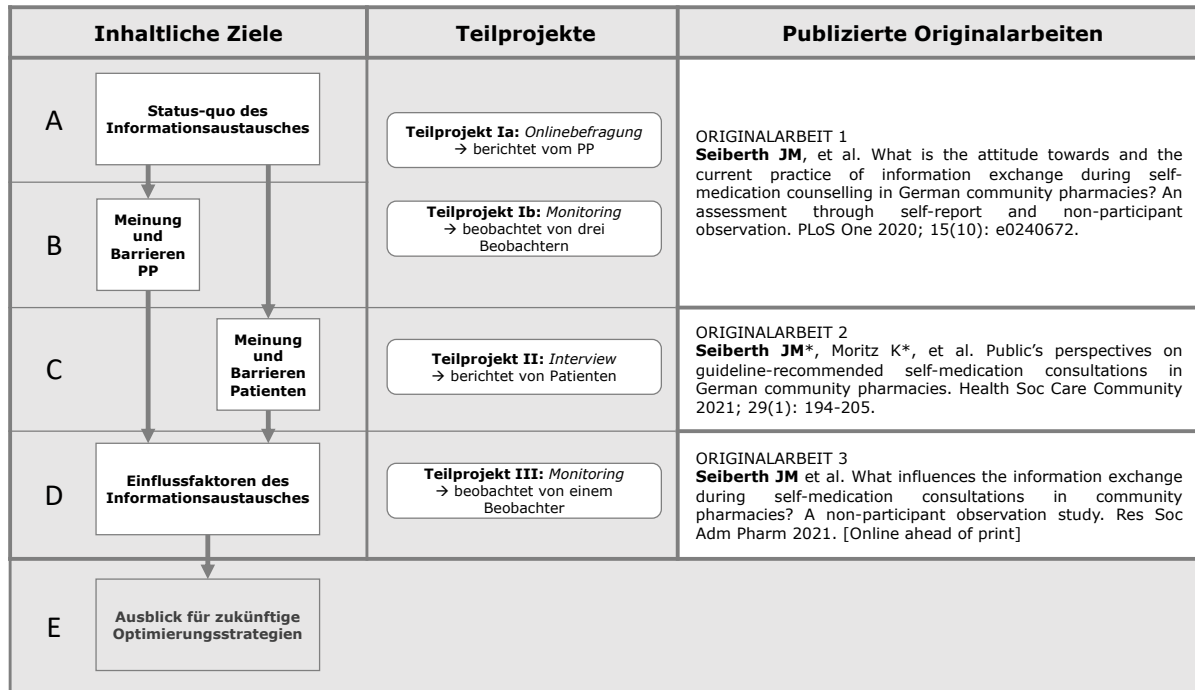 Inhaltliche Ziele
Teilprojekte
Publizierte Originalarbeiten
A
Status-quo des
Informationsaustausches
Teilprojekt Ia: Onlinebefragung
→ berichtet vom PP
ORIGINALARBEIT 1
Seiberth JM, et al. What is the attitude towards and the
current practice of information exchange during self-
medication counselling in German community pharmacies? An
assessment through self-report and non-participant
observation. PLoS One 2020; 15(10): e0240672.
B
Meinung
und
Barrieren
PP
Teilprojekt Ib: Monitoring
→ beobachtet von drei
Beobachtern
C
Meinung
und
Barrieren
Patienten
Teilprojekt II: Interview
→ berichtet von Patienten
ORIGINALARBEIT 2
Seiberth JM*, Moritz K*, et al. Public's perspectives on
guideline-recommended self-medication consultations in
German community pharmacies. Health Soc Care Community
2021; 29(1): 194-205.
D
Einflussfaktoren des
Informationsaustausches
Teilprojekt III: Monitoring
→ beobachtet von einem
Beobachter
ORIGINALARBEIT 3
Seiberth JM et al. What influences the information exchange
during self-medication consultations in community
pharmacies? A non-participant observation study. Res Soc
Adm Pharm 2021. [Online ahead of print]
E
Ausblick für zukünftige
Optimierungsstrategien